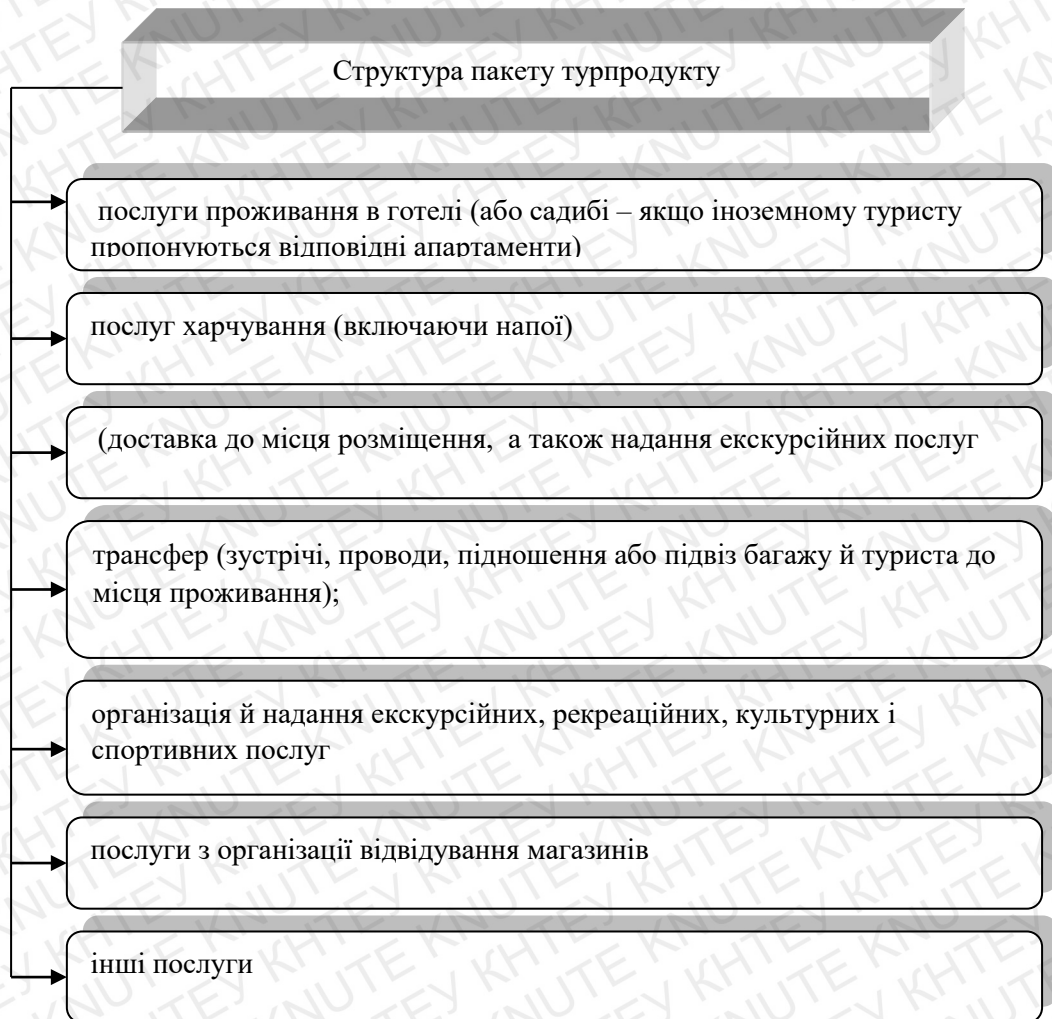 Структура пакету турпродукту
послуги проживання в готелі (або садибі – якщо іноземному туристу
пропонуються відповідні апартаменти)
послуг харчування (включаючи напої)
(доставка до місця розміщення, а також надання екскурсійних послуг
трансфер (зустрічі, проводи, підношення або підвіз багажу й туриста до
місця проживання);
організація й надання екскурсійних, рекреаційних, культурних і
спортивних послуг
послуги з організації відвідування магазинів
інші послуги